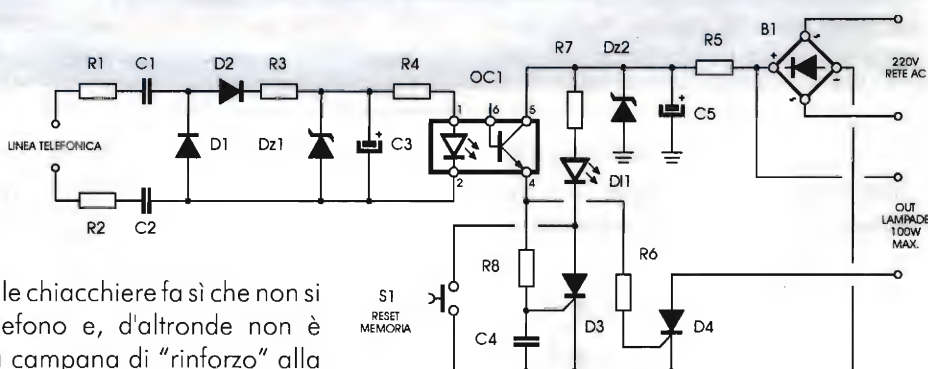 R1
C1
D2
R3
R4
OC1
R7
Dz2
R5
B1
220V
RETE AC
LINEA TELEFONICA
D1
Dz1
C3
+
1
6
5
2
4
C5
+
+
-
~
~
Dl1
R2
C2
OUT
LAMPADE
100W
MAX.
R8
R6
S1
RESET
MEMORIA
C4
D3
D4
le chiacchiere fa sì che non si
efono e, d'altronde non è
campana di "rinforzo" alla